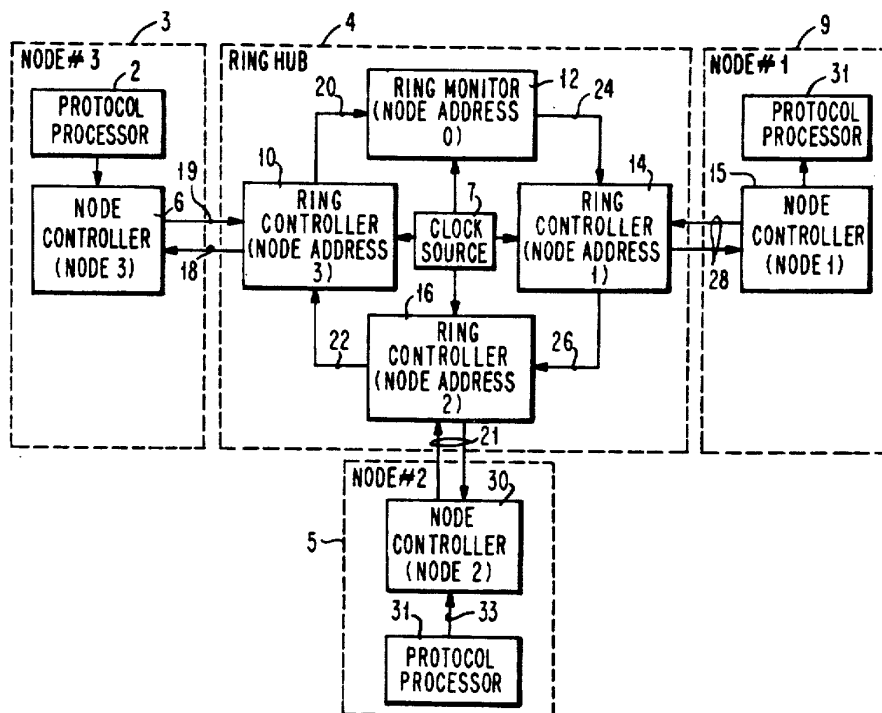 3
4
9
NODE # 3
2
PROTOCOL
PROCESSOR
NODE
CONTROLLER
(NODE 3)
6
19
18
RING HUB
20
RING MONITOR
(NODE ADDRESS
0)
12
24
10
RING
CONTROLLER
(NODE ADDRESS
3)
7
CLOCK
SOURCE
14
RING
CONTROLLER
(NODE ADDRESS
1)
16
RING
CONTROLLER
(NODE ADDRESS
2)
22
26
21
28
NODE # 1
31
PROTOCOL
PROCESSOR
15
NODE
CONTROLLER
(NODE 1)
NODE#2
30
NODE
CONTROLLER
(NODE 2)
5
31
33
PROTOCOL
PROCESSOR